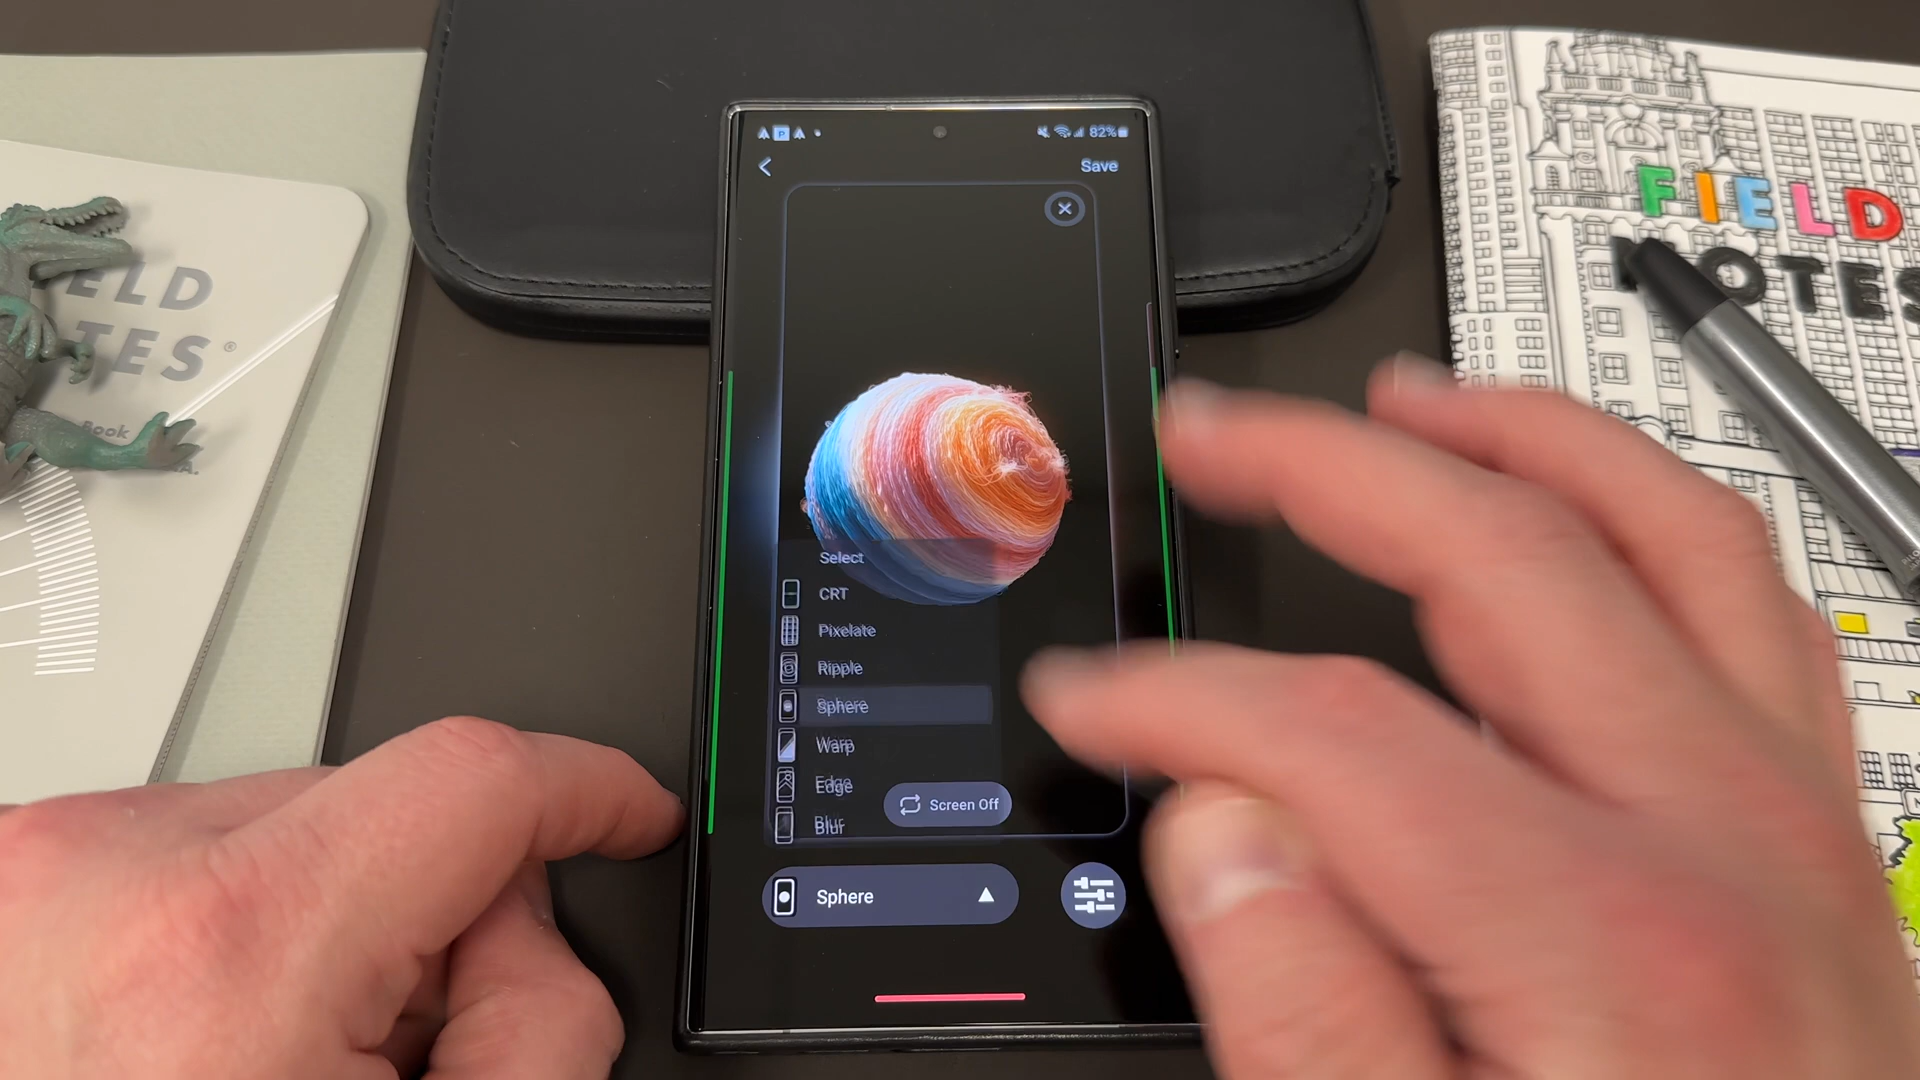 82%
Save
Select
CRT
Pixelate
Ripple
Sphere
Warp
Edge
Blur
Screen Off
Sphere
ELD
TES®
Book
FIELD
NOTES